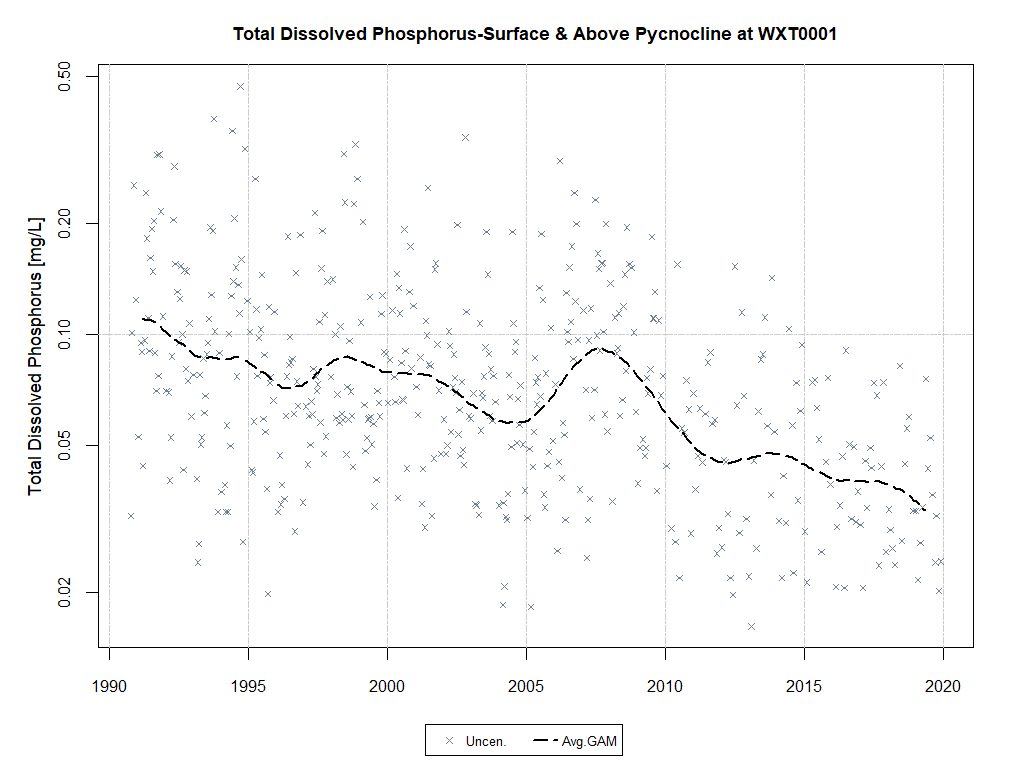 Total Dissolved Phosphorus-Surface & Above Pycnocline at WXT0001
Total Dissolved Phosphorus [mg/L]
0.50
0.20
0.10
0.05
0.02
1990 1995 2000 2005 2010 2015 2020
Uncen. Avg.GAM